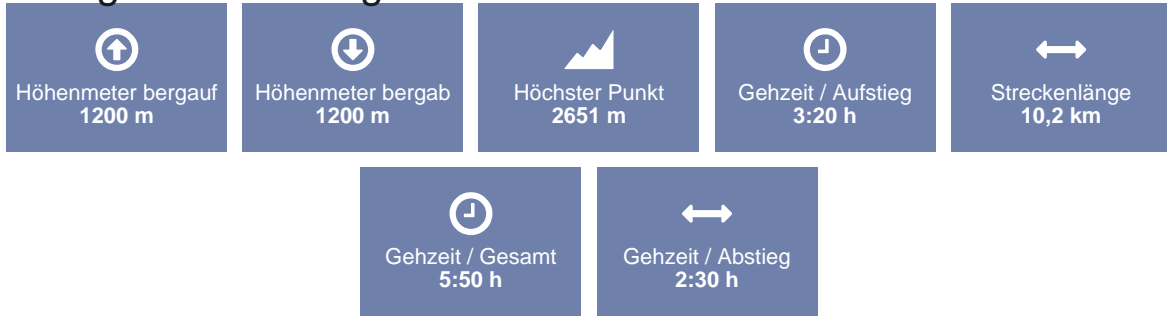 Höhenmeter bergauf
1200 m
Höhenmeter bergab
1200 m
Höchster Punkt
2651 m
Gehzeit / Aufstieg
3:20 h
Streckenlänge
10,2 km
Gehzeit / Gesamt
5:50 h
Gehzeit / Abstieg
2:30 h